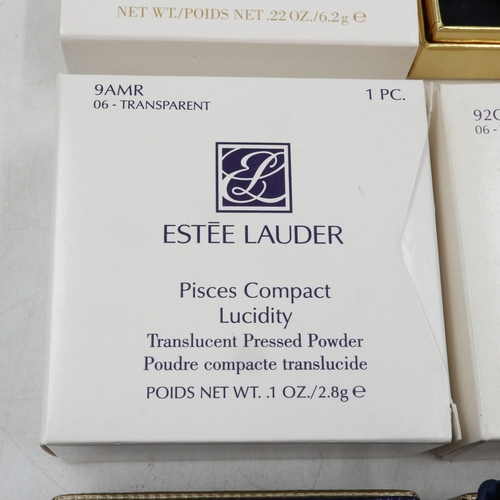 NET WT./POIDS NET .22 OZ./6.2g ℮
9AMR
06 - TRANSPARENT
1 PC.
EL
ESTĒE LAUDER
Pisces Compact
Lucidity
Translucent Pressed Powder
Poudre compacte translucide
POIDS NET WT. .1 OZ./2.8g ℮
06 -